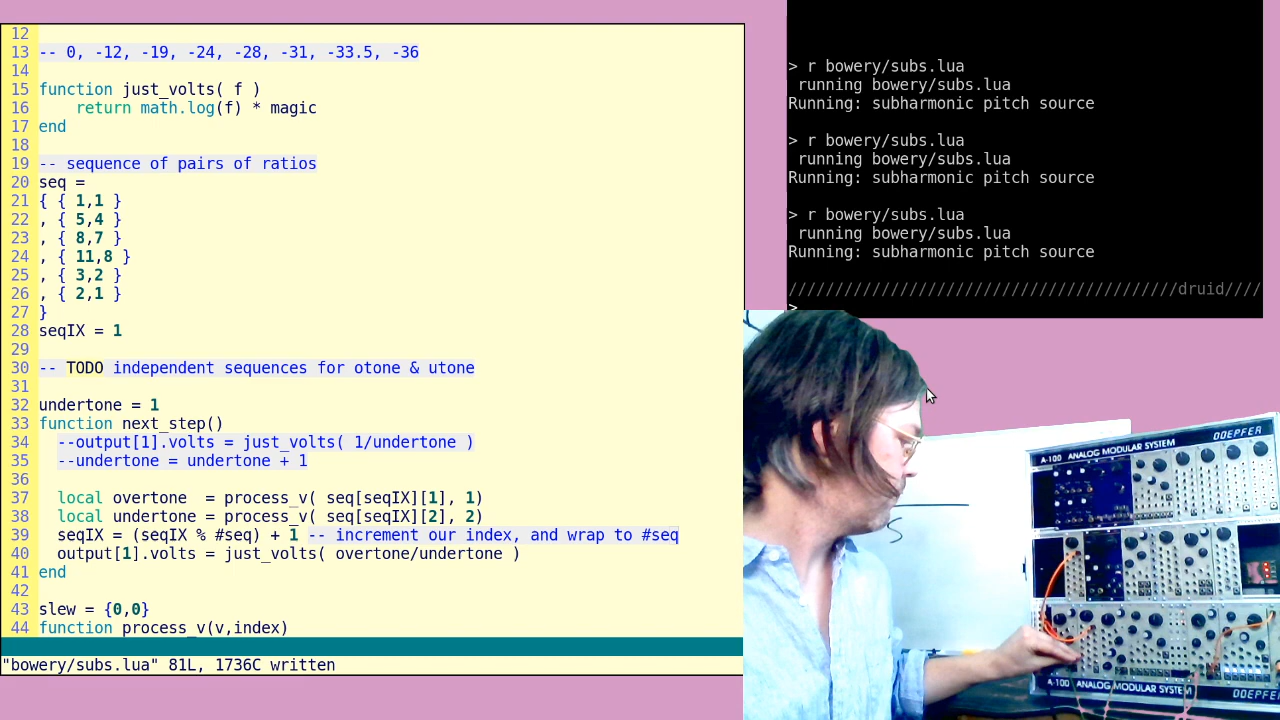 12
13 -- 0, -12, -19, -24, -28, -31, -33.5, -36
14
15 function just_volts( f )
16     return math.log(f) * magic
17 end
18
19 -- sequence of pairs of ratios
20 seq =
21 { { 1,1 }
22 , { 5,4 }
23 , { 8,7 }
24 , { 11,8 }
25 , { 3,2 }
26 , { 2,1 }
27 }
28 seqIX = 1
29
30 -- TODO independent sequences for otone & utone
31
32 undertone = 1
33 function next_step()
34   --output[1].volts = just_volts( 1/undertone )
35   --undertone = undertone + 1
36
37   local overtone  = process_v( seq[seqIX][1], 1)
38   local undertone = process_v( seq[seqIX][2], 2)
39   seqIX = (seqIX % #seq) + 1 -- increment our index, and wrap to #seq
40   output[1].volts = just_volts( overtone/undertone )
41 end
42
43 slew = {0,0}
44 function process_v(v,index)
"bowery/subs.lua" 81L, 1736C written
> r bowery/subs.lua
 running bowery/subs.lua
Running: subharmonic pitch source
> r bowery/subs.lua
 running bowery/subs.lua
Running: subharmonic pitch source
> r bowery/subs.lua
 running bowery/subs.lua
Running: subharmonic pitch source
//////////////////////////////////////////druid////
>
A-100 ANALOG MODULAR SYSTEM DOEPFER
A-100 ANALOG MODULAR SYSTEM DOEPFER